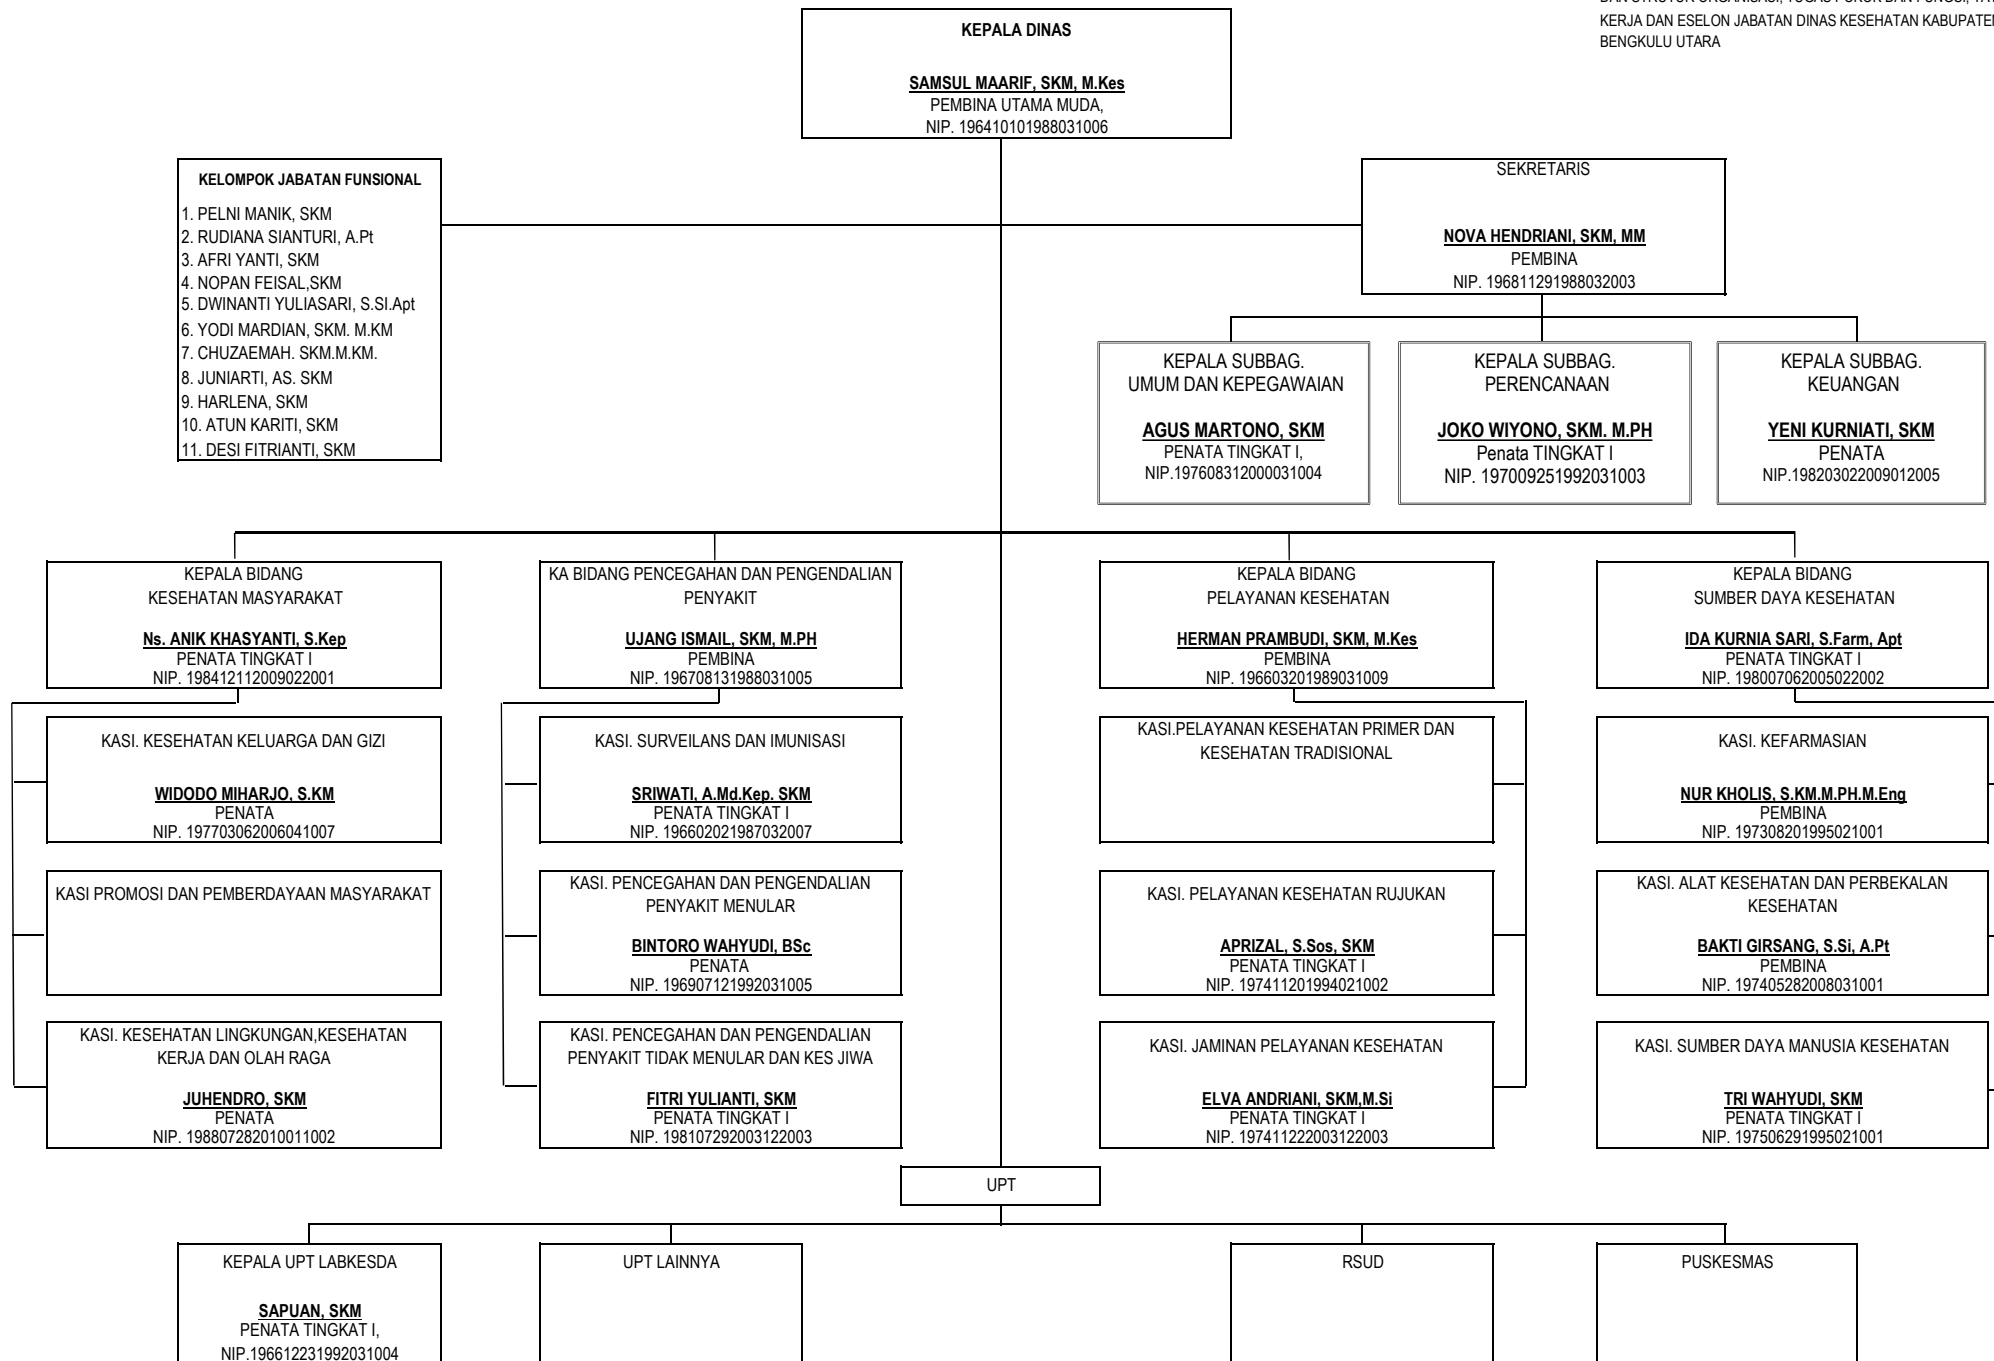 DAN STRUTUR ORGANISASI, TUGAS POKOK DAN FUNGSI, TATA
KERJA DAN ESELON JABATAN DINAS KESEHATAN KABUPATEN
BENGKULU UTARA
KEPALA DINAS
SAMSUL MAARIF, SKM, M.Kes
PEMBINA UTAMA MUDA,
NIP. 196410101988031006
KELOMPOK JABATAN FUNSIONAL
1. PELNI MANIK, SKM
2. RUDIANA SIANTURI, A.Pt
3. AFRI YANTI, SKM
4. NOPAN FEISAL,SKM
5. DWINANTI YULIASARI, S.SI.Apt
6. YODI MARDIAN, SKM. M.KM
7. CHUZAEMAH. SKM.M.KM.
8. JUNIARTI, AS. SKM
9. HARLENA, SKM
10. ATUN KARITI, SKM
11. DESI FITRIANTI, SKM
SEKRETARIS
NOVA HENDRIANI, SKM, MM
PEMBINA
NIP. 196811291988032003
KEPALA SUBBAG.
UMUM DAN KEPEGAWAIAN
AGUS MARTONO, SKM
PENATA TINGKAT I,
NIP.197608312000031004
KEPALA SUBBAG.
PERENCANAAN
JOKO WIYONO, SKM. M.PH
Penata TINGKAT I
NIP. 197009251992031003
KEPALA SUBBAG.
KEUANGAN
YENI KURNIATI, SKM
PENATA
NIP.198203022009012005
KEPALA BIDANG
KESEHATAN MASYARAKAT
Ns. ANIK KHASYANTI, S.Kep
PENATA TINGKAT I
NIP. 198412112009022001
KA BIDANG PENCEGAHAN DAN PENGENDALIAN
PENYAKIT
UJANG ISMAIL, SKM, M.PH
PEMBINA
NIP. 196708131988031005
KEPALA BIDANG
PELAYANAN KESEHATAN
HERMAN PRAMBUDI, SKM, M.Kes
PEMBINA
NIP. 196603201989031009
KEPALA BIDANG
SUMBER DAYA KESEHATAN
IDA KURNIA SARI, S.Farm, Apt
PENATA TINGKAT I
NIP. 198007062005022002
KASI. KESEHATAN KELUARGA DAN GIZI
WIDODO MIHARJO, S.KM
PENATA
NIP. 197703062006041007
KASI. SURVEILANS DAN IMUNISASI
SRIWATI, A.Md.Kep. SKM
PENATA TINGKAT I
NIP. 196602021987032007
KASI.PELAYANAN KESEHATAN PRIMER DAN
KESEHATAN TRADISIONAL
KASI. KEFARMASIAN
NUR KHOLIS, S.KM.M.PH.M.Eng
PEMBINA
NIP. 197308201995021001
KASI PROMOSI DAN PEMBERDAYAAN MASYARAKAT
KASI. PENCEGAHAN DAN PENGENDALIAN
PENYAKIT MENULAR
BINTORO WAHYUDI, BSc
PENATA
NIP. 196907121992031005
KASI. PELAYANAN KESEHATAN RUJUKAN
APRIZAL, S.Sos, SKM
PENATA TINGKAT I
NIP. 197411201994021002
KASI. ALAT KESEHATAN DAN PERBEKALAN
KESEHATAN
BAKTI GIRSANG, S.Si, A.Pt
PEMBINA
NIP. 197405282008031001
KASI. KESEHATAN LINGKUNGAN,KESEHATAN
KERJA DAN OLAH RAGA
JUHENDRO, SKM
PENATA
NIP. 198807282010011002
KASI. PENCEGAHAN DAN PENGENDALIAN
PENYAKIT TIDAK MENULAR DAN KES JIWA
FITRI YULIANTI, SKM
PENATA TINGKAT I
NIP. 198107292003122003
KASI. JAMINAN PELAYANAN KESEHATAN
ELVA ANDRIANI, SKM,M.Si
PENATA TINGKAT I
NIP. 197411222003122003
KASI. SUMBER DAYA MANUSIA KESEHATAN
TRI WAHYUDI, SKM
PENATA TINGKAT I
NIP. 197506291995021001
UPT
KEPALA UPT LABKESDA
SAPUAN, SKM
PENATA TINGKAT I,
NIP.196612231992031004
UPT LAINNYA
RSUD
PUSKESMAS